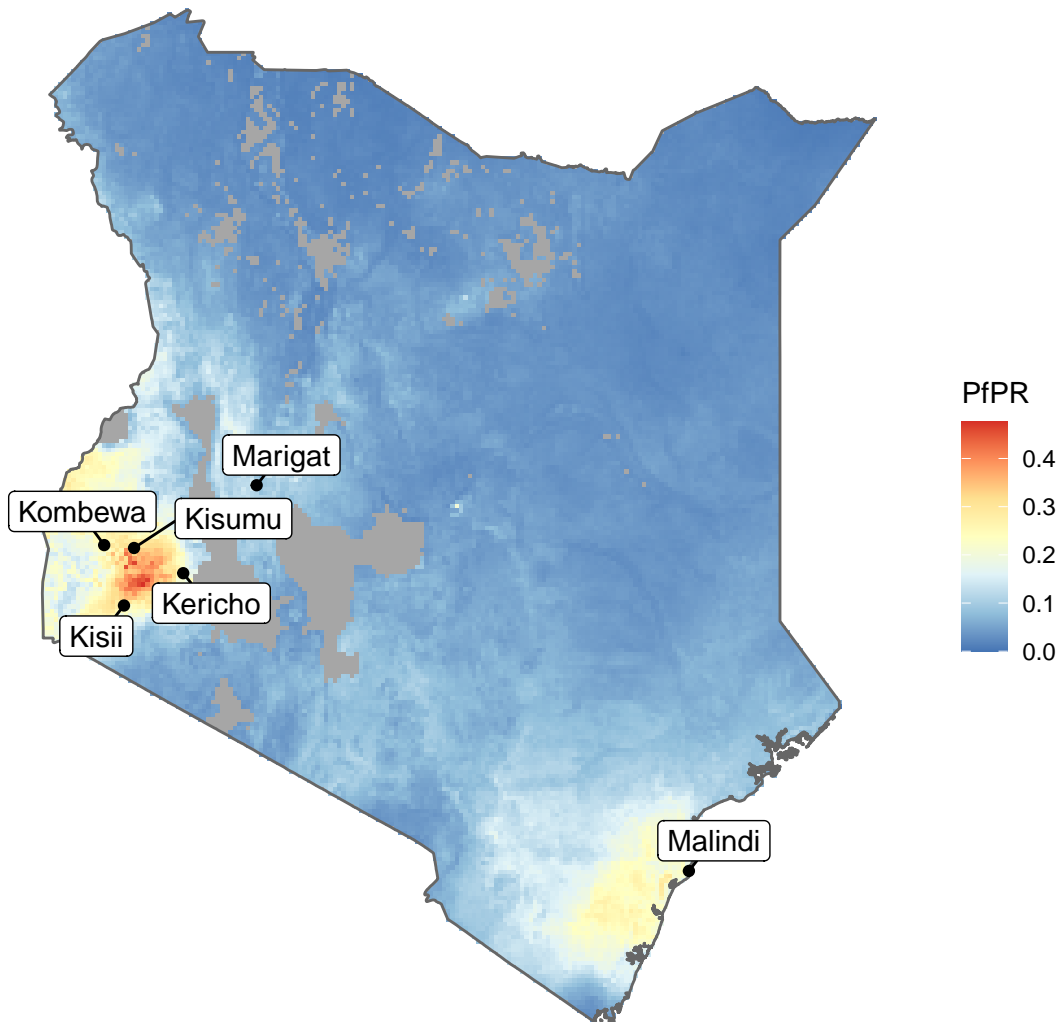 PfPR
0.4
0.3
0.2
0.1
0.0
Marigat
Kombewa
Kisumu
Kericho
Kisii
Malindi